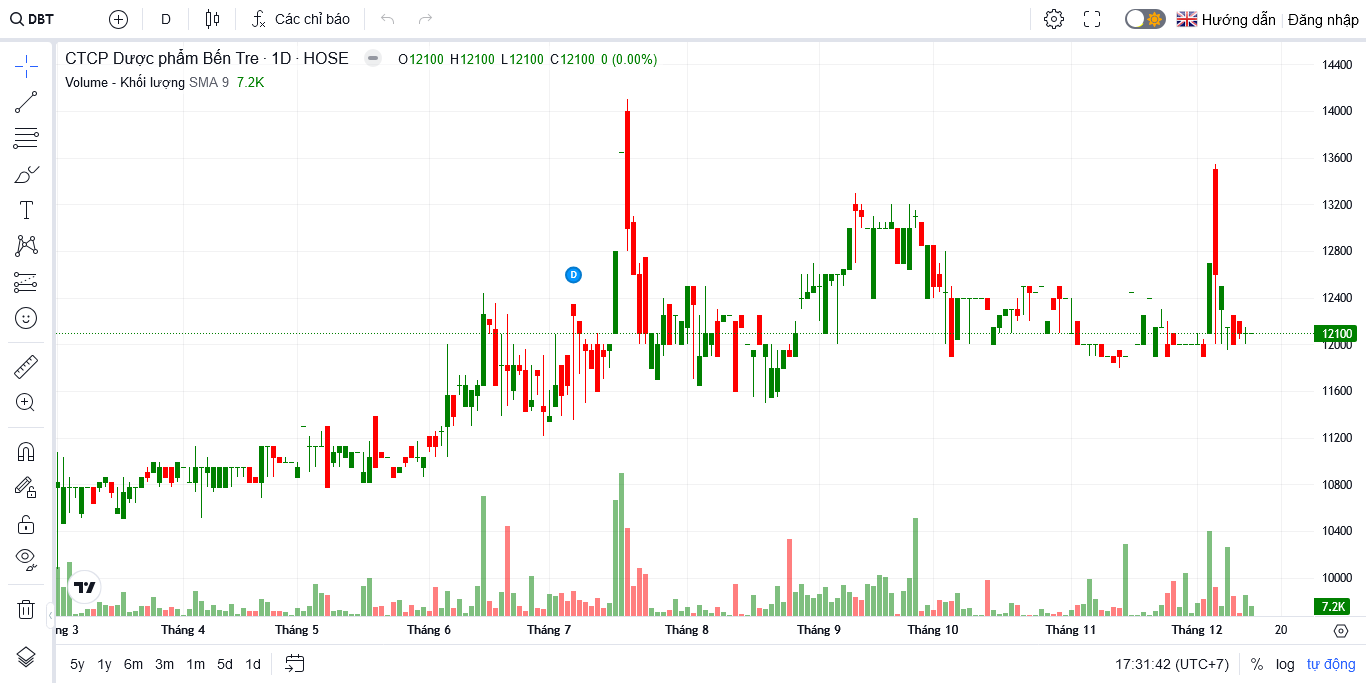 DBT D Các chỉ báo Hướng dẫn Đăng nhập
CTCP Dược phẩm Bến Tre · 1D · HOSE O12100 H12100 L12100 C12100 0 (0.00%)
Volume - Khối lượng SMA 9 7.2K
D
14400
14000
13600
13200
12800
12400
12100
12000
11600
11200
10800
10400
10000
7.2K
ng 3 Tháng 4 Tháng 5 Tháng 6 Tháng 7 Tháng 8 Tháng 9 Tháng 10 Tháng 11 Tháng 12 20
5y 1y 6m 3m 1m 5d 1d 17:31:42 (UTC+7) % log tự động